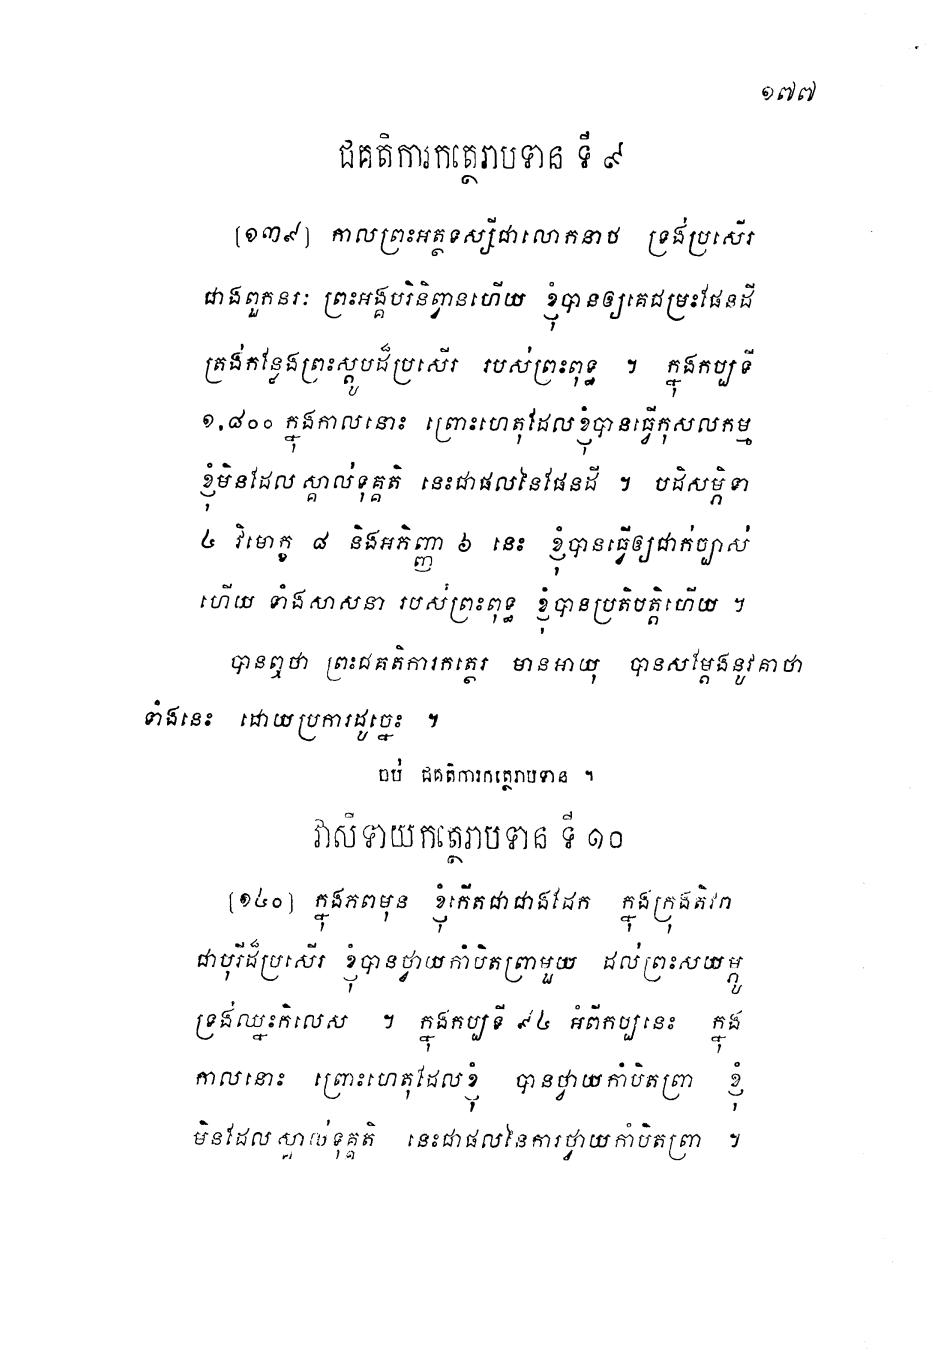 ១៧៧
ជគតិការកត្ថេរាបទាន ទី ៩
[១៣៩] កាលព្រះអត្ថទស្សីជាលោកនាថ ទ្រង់ប្រសើរ
ជាងពួកនរៈ ព្រះអង្គបរិនិព្វានហើយ ខ្ញុំបានឲ្យគេជម្រះផែនដី
ត្រង់កន្លែងព្រះស្តូបដ៏ប្រសើរ របស់ព្រះពុទ្ធ ។ ក្នុងកប្បទី
១.៨០០ ក្នុងកាលនោះ ព្រោះហេតុដែលខ្ញុំបានធ្វើកុសលកម្ម
ខ្ញុំមិនដែលស្គាល់ទុគ្គតិ នេះជាផលនៃផែនដី ។ បដិសម្ភិទា
៤ វិមោក្ខ ៨ និងអភិញ្ញា ៦ នេះ ខ្ញុំបានធ្វើឲ្យជាក់ច្បាស់
ហើយ ទាំងសាសនា របស់ព្រះពុទ្ធ ខ្ញុំបានប្រតិបត្តិហើយ ។
បានឮថា ព្រះជគតិការកត្ថេរ មានអាយុ បានសម្តែងនូវគាថា
ទាំងនេះ ដោយប្រការដូច្នេះ ។
ចប់ ជគតិការកត្ថេរាបទាន ។
វាសិទាយកត្ថេរាបទាន ទី ១០
[១៤០] ក្នុងភពមុន ខ្ញុំកើតជាជាងដែក ក្នុងក្រុងតិវរា
ជាបុរីដ៏ប្រសើរ ខ្ញុំបានថ្វាយកាំបិតព្រាមួយ ដល់ព្រះសយម្ភូ
ទ្រង់ឈ្នះកិលេស ។ ក្នុងកប្បទី ៩៤ អំពីកប្បនេះ ក្នុង
កាលនោះ ព្រោះហេតុដែលខ្ញុំ បានថ្វាយកាំបិតព្រា ខ្ញុំ
មិនដែលស្គាល់ទុគ្គតិ នេះជាផលនៃការថ្វាយកាំបិតព្រា ។